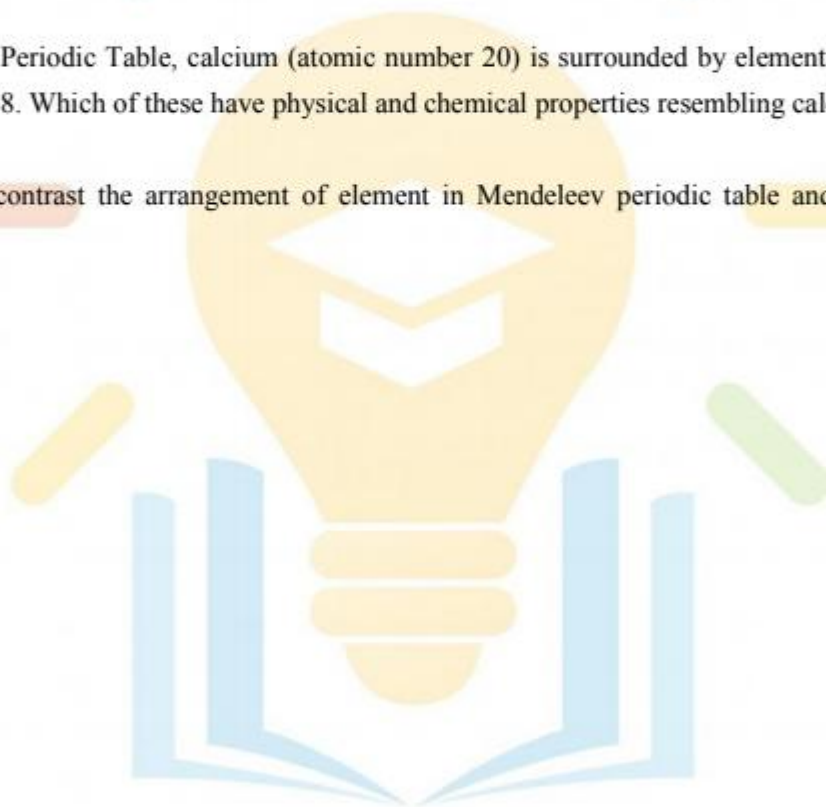 Periodic Table, calcium (atomic number 20) is surrounded by element
8. Which of these have physical and chemical properties resembling cal
contrast the arrangement of element in Mendeleev periodic table and